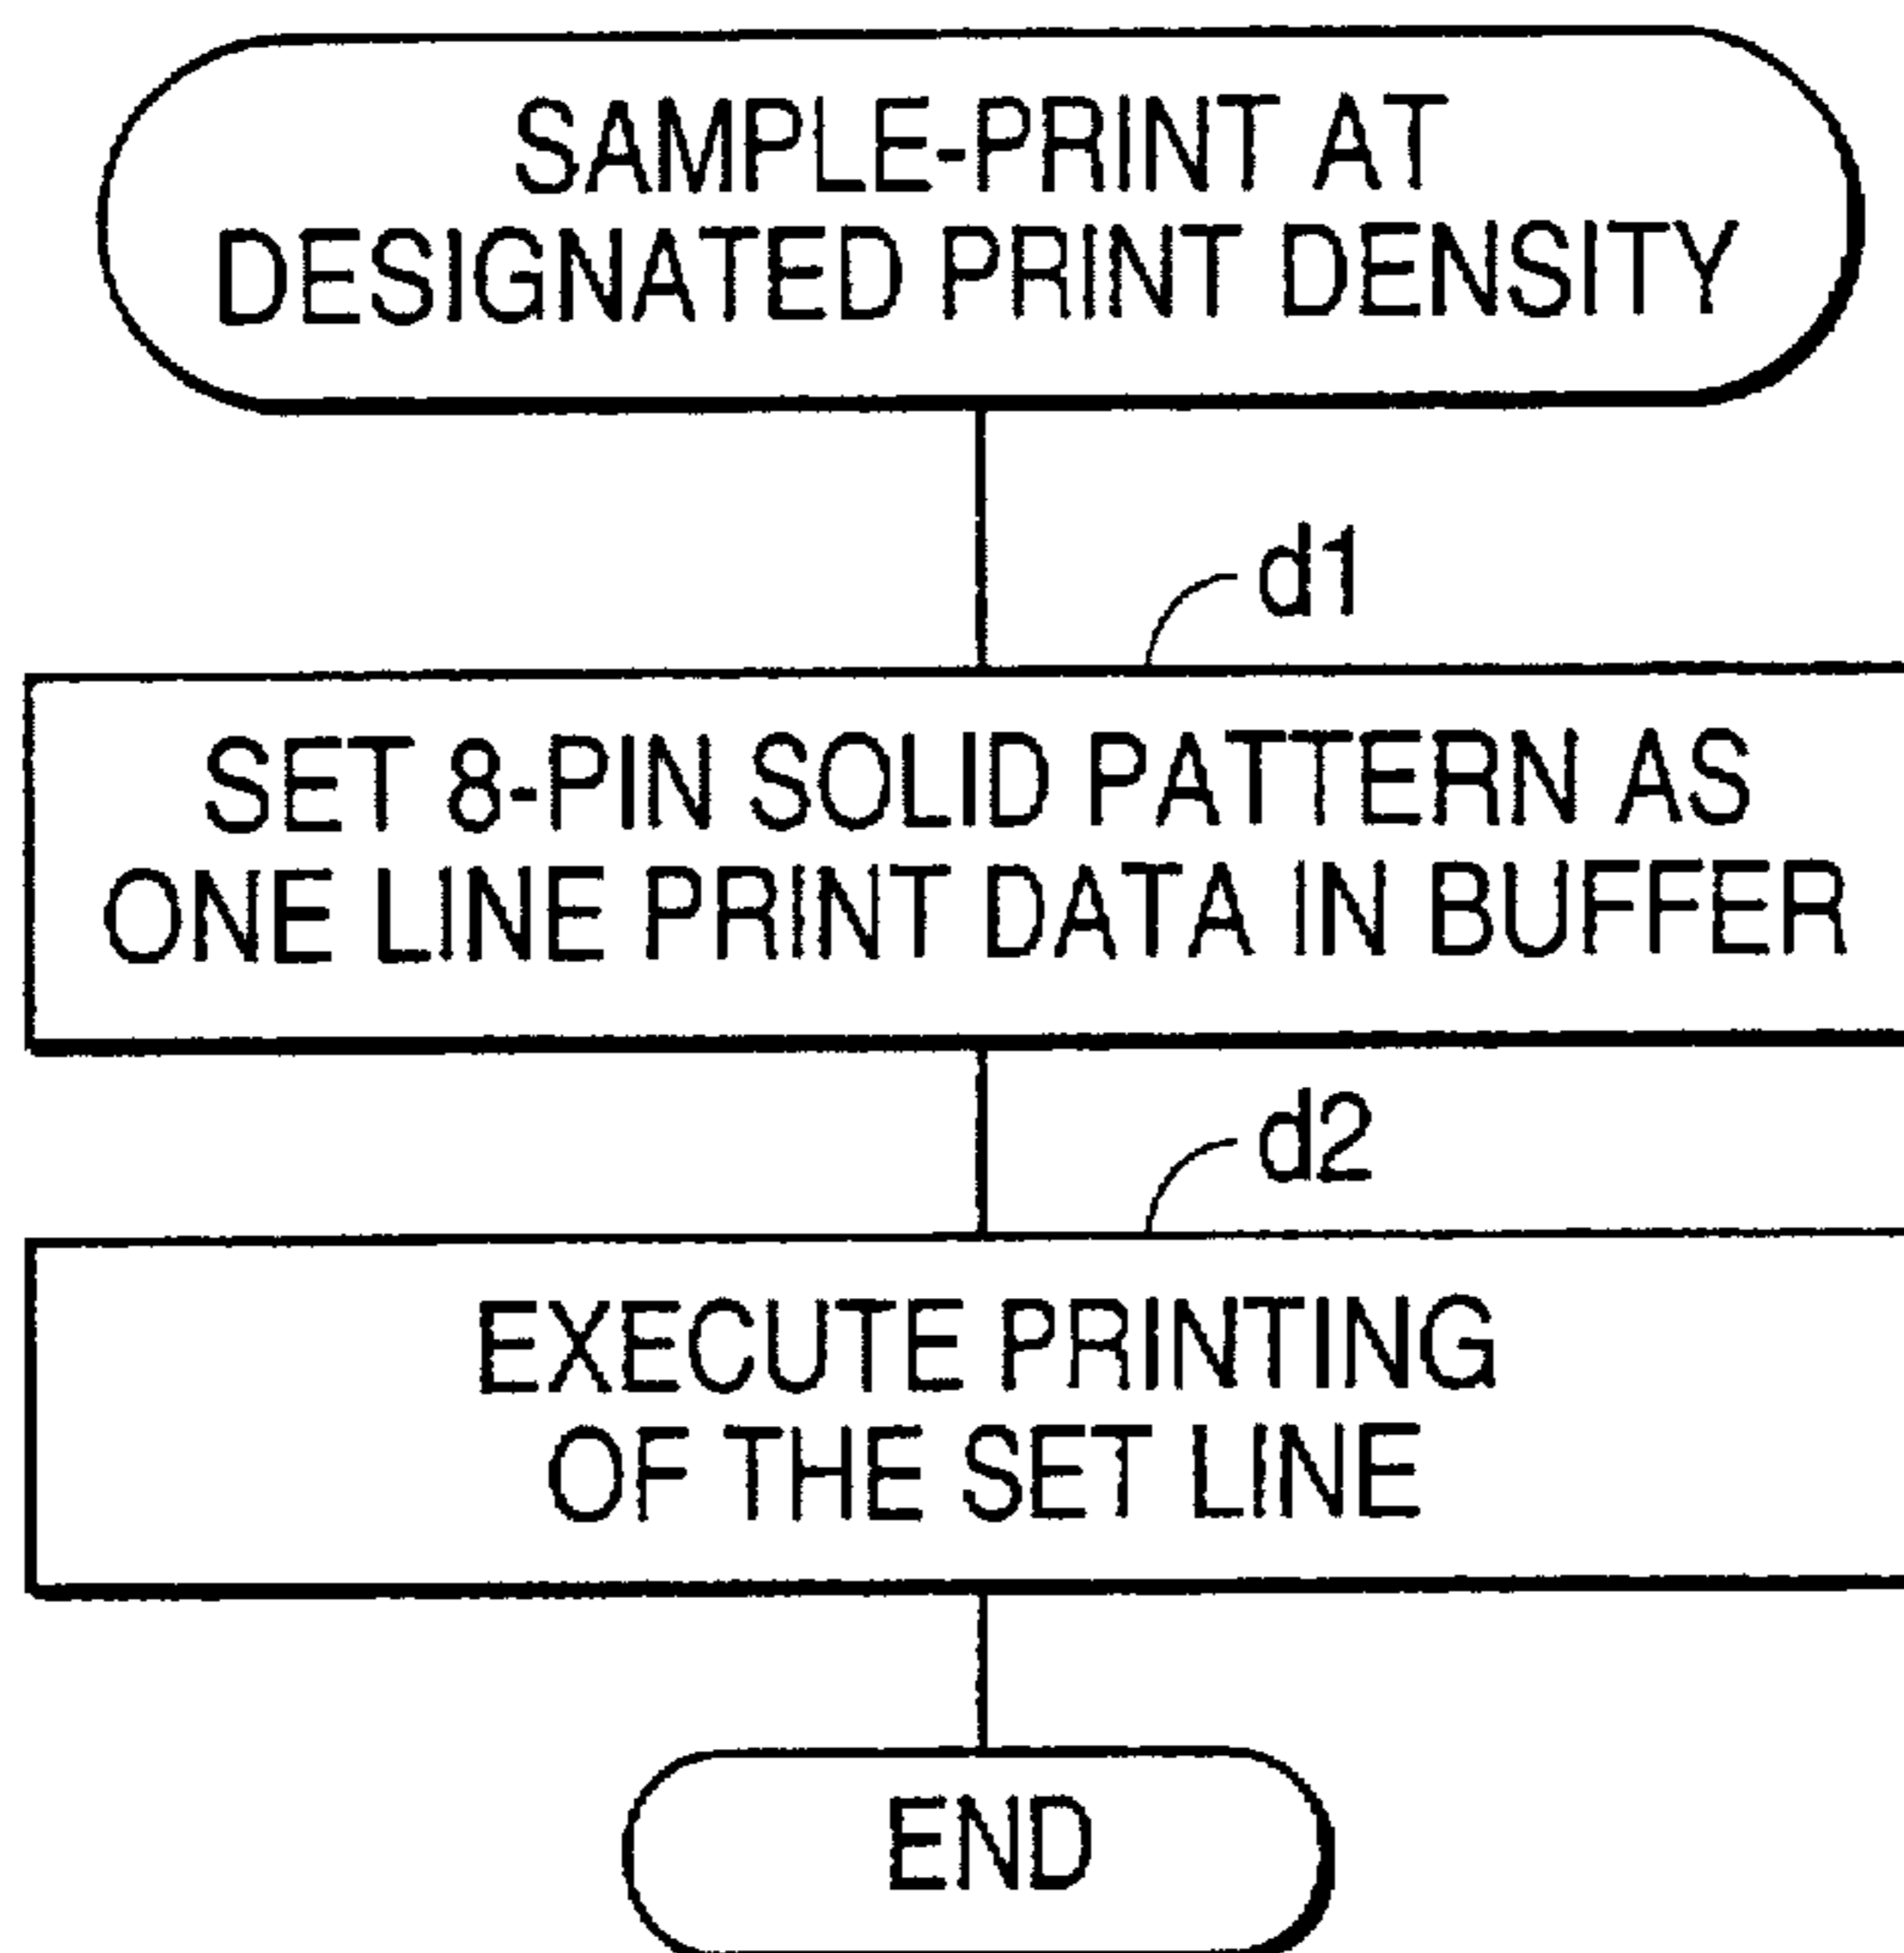 SAMPLE-PRINT AT
DESIGNATED PRINT DENSITY
d1
SET 8-PIN SOLID PATTERN AS
ONE LINE PRINT DATA IN BUFFER
d2
EXECUTE PRINTING
OF THE SET LINE
END